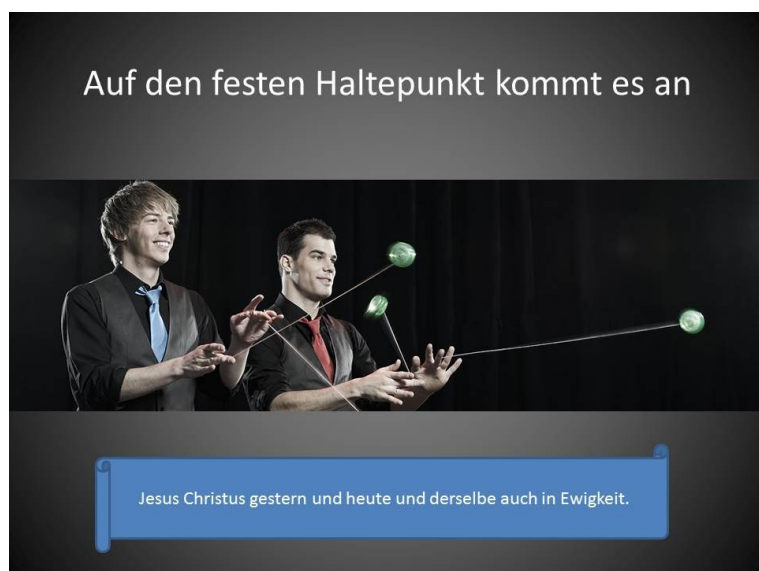 Auf den festen Haltepunkt kommt es an
Jesus Christus gestern und heute und derselbe auch in Ewigkeit.